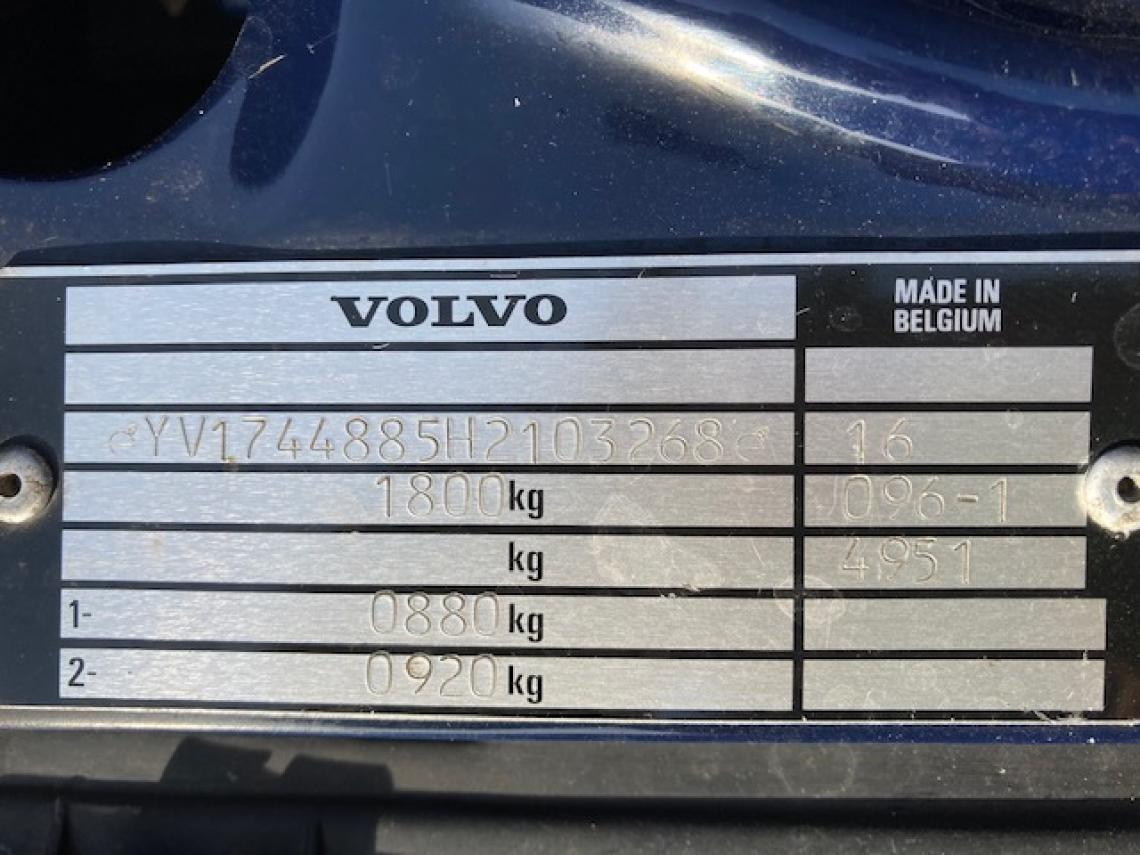 VOLVO
MADE IN
BELGIUM
YV1744885H2103268 16
1800kg 096-1
kg 4951
1- 0880kg
2- 0920kg